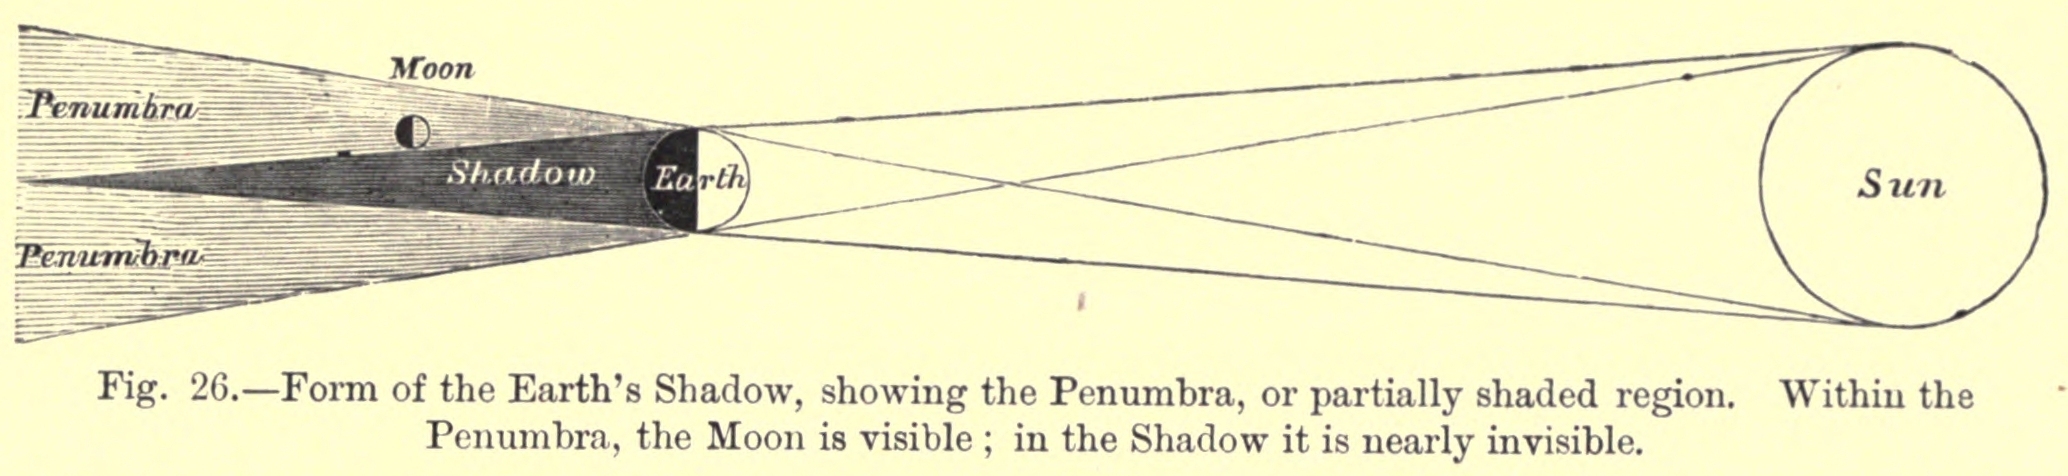 Moon
Penumbra
Shadow
Earth
Sun
Penumbra
Fig. 26.—Form of the Earth's Shadow, showing the Penumbra, or partially shaded region. Within the
Penumbra, the Moon is visible; in the Shadow it is nearly invisible.